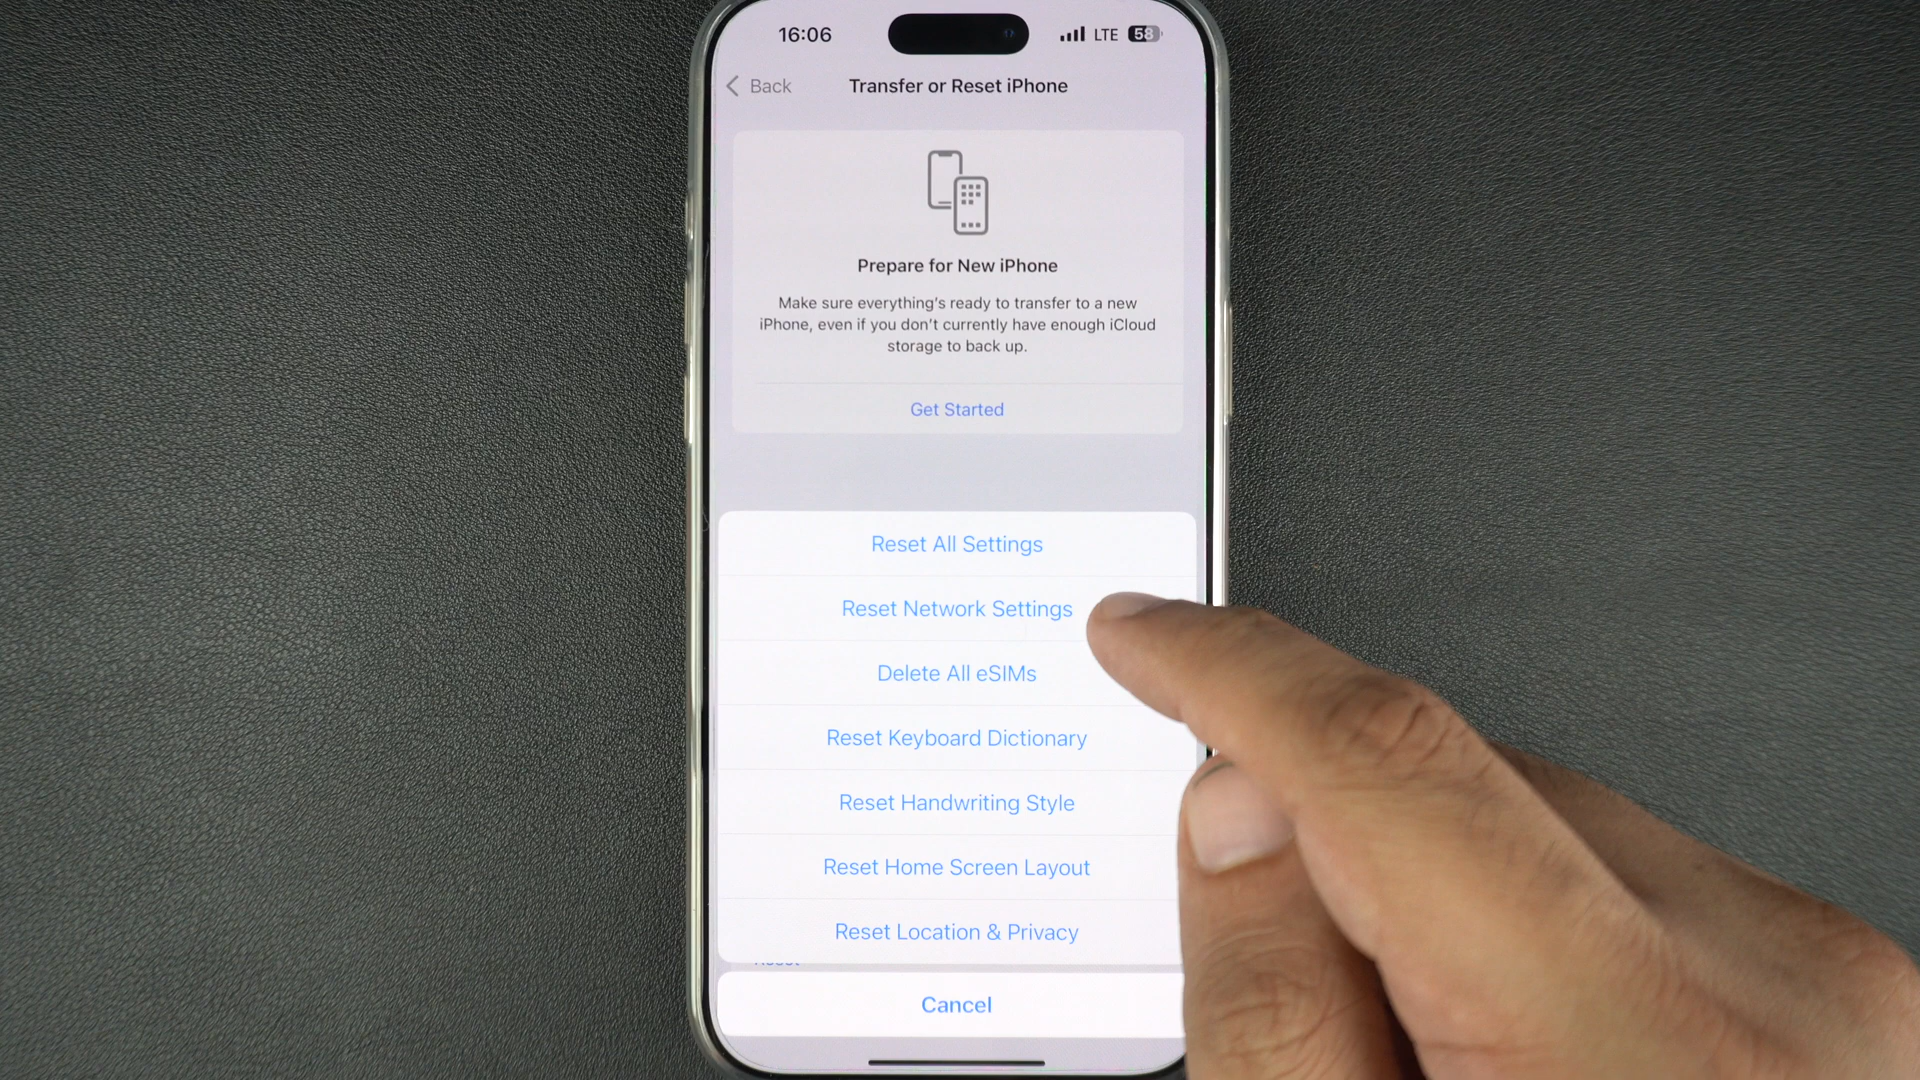 16:06
LTE 58
Back
Transfer or Reset iPhone
Prepare for New iPhone
Make sure everything's ready to transfer to a new
iPhone, even if you don't currently have enough iCloud
storage to back up.
Get Started
Reset All Settings
Reset Network Settings
Delete All eSIMs
Reset Keyboard Dictionary
Reset Handwriting Style
Reset Home Screen Layout
Reset Location & Privacy
Cancel